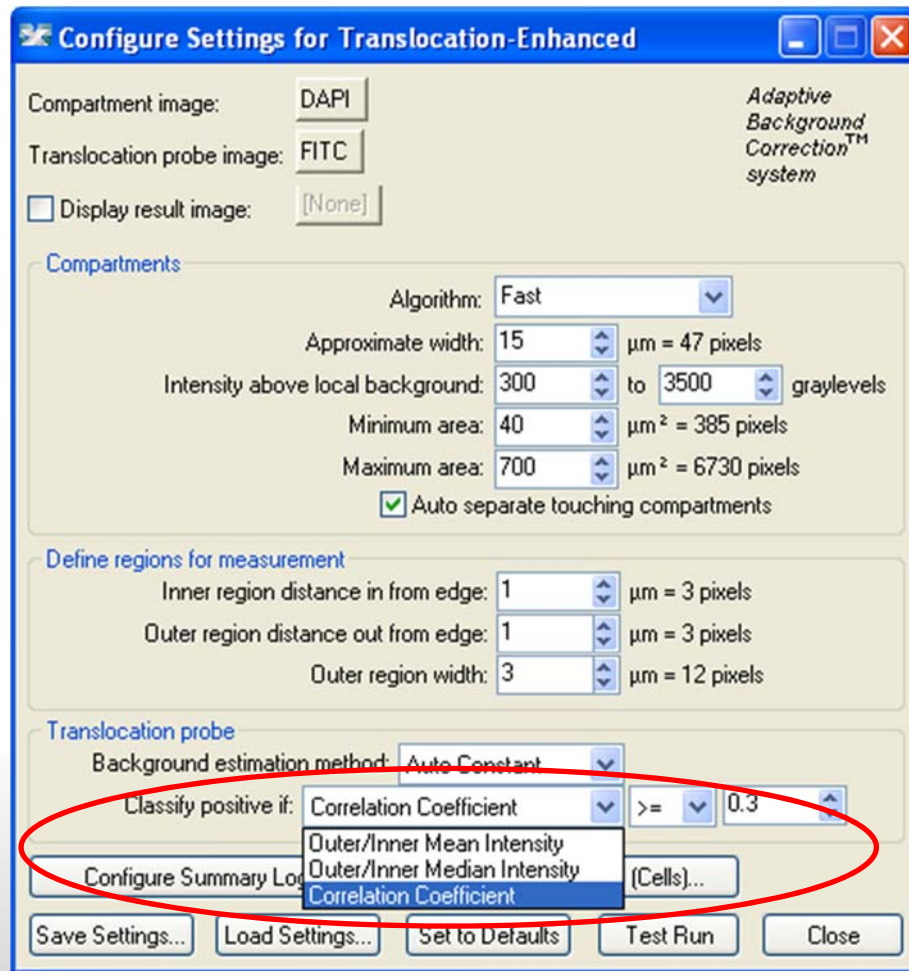 Configure Settings for Translocation-Enhanced
Compartment image: DAPI
Adaptive
Background
Correction™
system
Translocation probe image: FITC
Display result image: [None]
Compartments
Algorithm: Fast
Approximate width: 15 µm = 47 pixels
Intensity above local background: 300 to 3500 graylevels
Minimum area: 40 µm² = 385 pixels
Maximum area: 700 µm² = 6730 pixels
Auto separate touching compartments
Define regions for measurement
Inner region distance in from edge: 1 µm = 3 pixels
Outer region distance out from edge: 1 µm = 3 pixels
Outer region width: 3 µm = 12 pixels
Translocation probe
Background estimation method: Auto Constant
Classify positive if: Correlation Coefficient >= 0.3
Outer/Inner Mean Intensity
Outer/Inner Median Intensity
Correlation Coefficient
Configure Summary Log (Cells)...
Save Settings... Load Settings... Set to Defaults Test Run Close